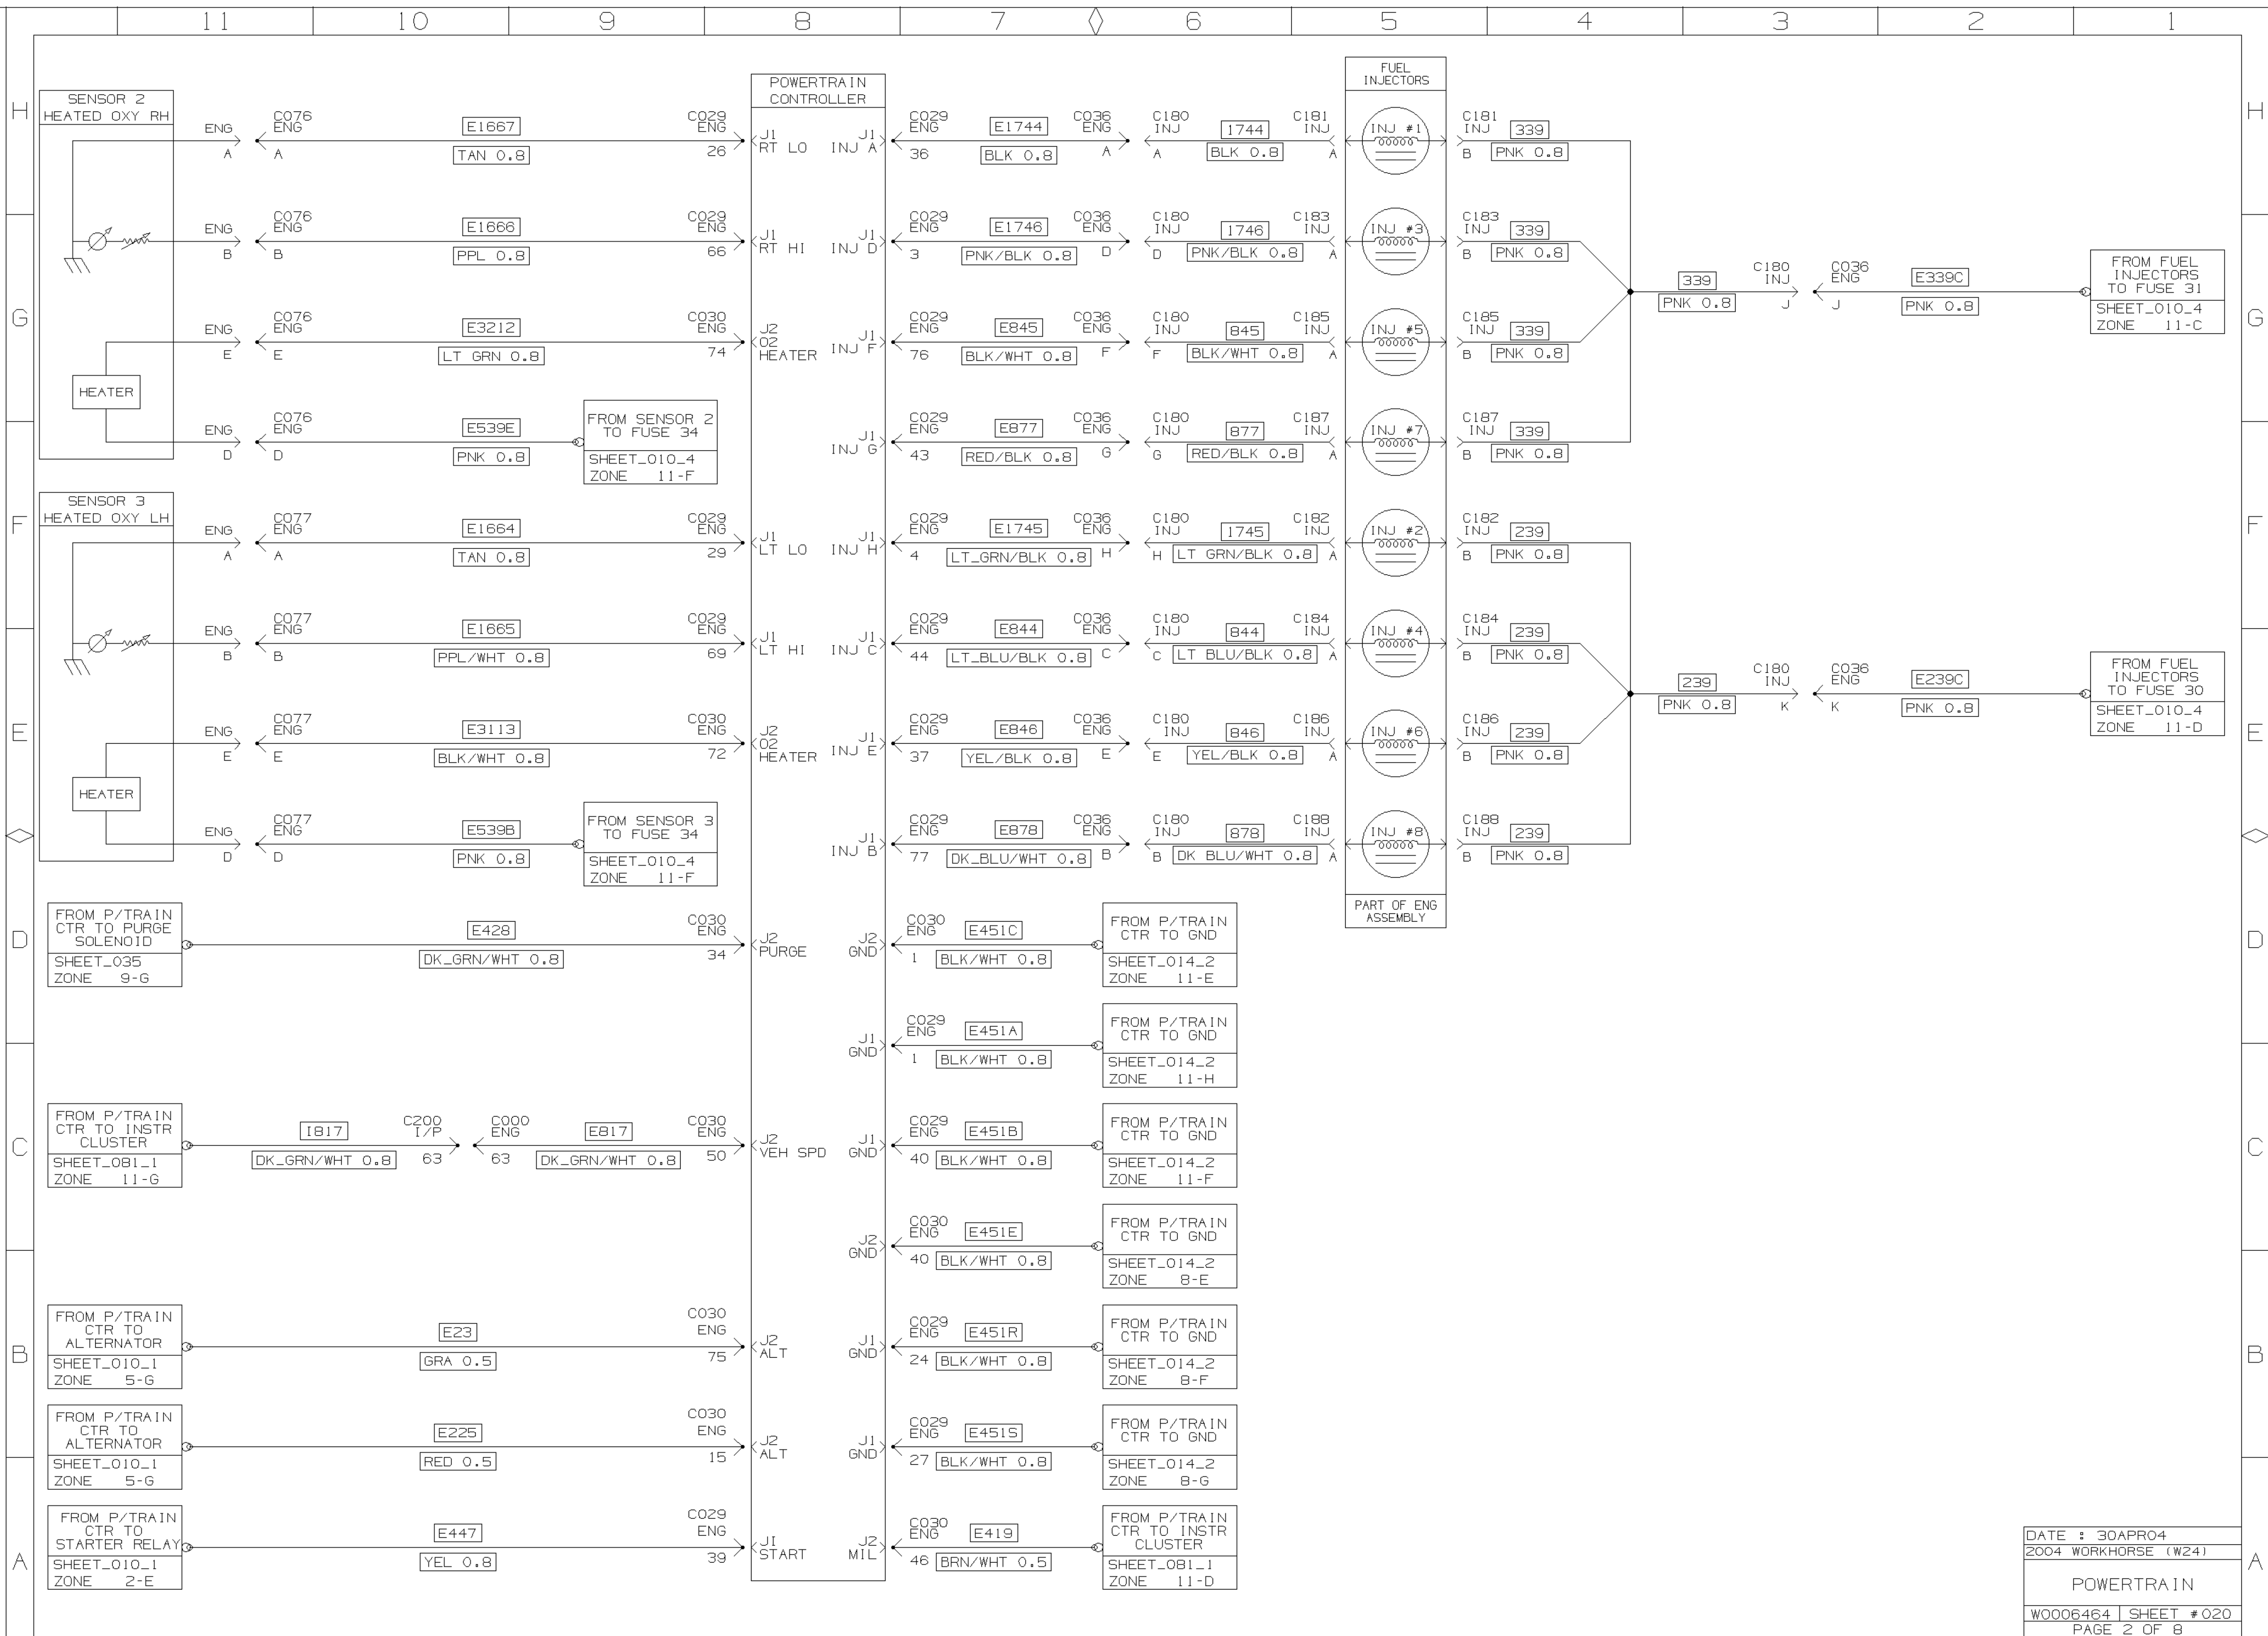 11 10 9 8 7 6 5 4 3 2 1
H
G
F
E
D
C
B
A
SENSOR 2
HEATED OXY RH
HEATER
ENG
A
C076
ENG
A
E1667
TAN 0.8
C029
ENG
26
ENG
B
C076
ENG
B
E1666
PPL 0.8
C029
ENG
66
ENG
E
C076
ENG
E
E3212
LT GRN 0.8
C030
ENG
74
ENG
D
C076
ENG
D
E539E
PNK 0.8
FROM SENSOR 2
TO FUSE 34
SHEET_010_4
ZONE 11-F
SENSOR 3
HEATED OXY LH
HEATER
ENG
A
C077
ENG
A
E1664
TAN 0.8
C029
ENG
29
ENG
B
C077
ENG
B
E1665
PPL/WHT 0.8
C029
ENG
69
ENG
E
C077
ENG
E
E3113
BLK/WHT 0.8
C030
ENG
72
ENG
D
C077
ENG
D
E539B
PNK 0.8
FROM SENSOR 3
TO FUSE 34
SHEET_010_4
ZONE 11-F
FROM P/TRAIN
CTR TO PURGE
SOLENOID
SHEET_035
ZONE 9-G
E428
DK_GRN/WHT 0.8
C030
ENG
34
FROM P/TRAIN
CTR TO INSTR
CLUSTER
SHEET_081_1
ZONE 11-G
I817
DK_GRN/WHT 0.8
C200
I/P
63
C000
ENG
63
E817
DK_GRN/WHT 0.8
C030
ENG
50
FROM P/TRAIN
CTR TO
ALTERNATOR
SHEET_010_1
ZONE 5-G
E23
GRA 0.5
C030
ENG
75
FROM P/TRAIN
CTR TO
ALTERNATOR
SHEET_010_1
ZONE 5-G
E225
RED 0.5
C030
ENG
15
FROM P/TRAIN
CTR TO
STARTER RELAY
SHEET_010_1
ZONE 2-E
E447
YEL 0.8
C029
ENG
39
POWERTRAIN
CONTROLLER
J1
RT LO
J1
INJ A
J1
RT HI
J1
INJ D
J2
O2
HEATER
J1
INJ F
J1
INJ G
J1
LT LO
J1
INJ H
J1
LT HI
J1
INJ C
J2
O2
HEATER
J1
INJ E
J1
INJ B
J2
PURGE
J2
GND
J1
GND
J2
VEH SPD
J1
GND
J2
GND
J2
ALT
J1
GND
J2
ALT
J1
GND
JI
START
J2
MIL
C029
ENG
36
E1744
BLK 0.8
C036
ENG
A
C180
INJ
A
1744
BLK 0.8
C181
INJ
A
C029
ENG
3
E1746
PNK/BLK 0.8
C036
ENG
D
C180
INJ
D
1746
PNK/BLK 0.8
C183
INJ
A
C029
ENG
76
E845
BLK/WHT 0.8
C036
ENG
F
C180
INJ
F
845
BLK/WHT 0.8
C185
INJ
A
C029
ENG
43
E877
RED/BLK 0.8
C036
ENG
G
C180
INJ
G
877
RED/BLK 0.8
C187
INJ
A
C029
ENG
4
E1745
LT_GRN/BLK 0.8
C036
ENG
H
C180
INJ
H
1745
LT GRN/BLK 0.8
C182
INJ
A
C029
ENG
44
E844
LT_BLU/BLK 0.8
C036
ENG
C
C180
INJ
C
844
LT BLU/BLK 0.8
C184
INJ
A
C029
ENG
37
E846
YEL/BLK 0.8
C036
ENG
E
C180
INJ
E
846
YEL/BLK 0.8
C186
INJ
A
C029
ENG
77
E878
DK_BLU/WHT 0.8
C036
ENG
B
C180
INJ
B
878
DK BLU/WHT 0.8
C188
INJ
A
C030
ENG
1
E451C
BLK/WHT 0.8
FROM P/TRAIN
CTR TO GND
SHEET_014_2
ZONE 11-E
C029
ENG
1
E451A
BLK/WHT 0.8
FROM P/TRAIN
CTR TO GND
SHEET_014_2
ZONE 11-H
C029
ENG
40
E451B
BLK/WHT 0.8
FROM P/TRAIN
CTR TO GND
SHEET_014_2
ZONE 11-F
C030
ENG
40
E451E
BLK/WHT 0.8
FROM P/TRAIN
CTR TO GND
SHEET_014_2
ZONE 8-E
C029
ENG
24
E451R
BLK/WHT 0.8
FROM P/TRAIN
CTR TO GND
SHEET_014_2
ZONE 8-F
C029
ENG
27
E451S
BLK/WHT 0.8
FROM P/TRAIN
CTR TO GND
SHEET_014_2
ZONE 8-G
C030
ENG
46
E419
BRN/WHT 0.5
FROM P/TRAIN
CTR TO INSTR
CLUSTER
SHEET_081_1
ZONE 11-D
FUEL
INJECTORS
INJ #1
INJ #3
INJ #5
INJ #7
INJ #2
INJ #4
INJ #6
INJ #8
PART OF ENG
ASSEMBLY
C181
INJ
B
339
PNK 0.8
C183
INJ
B
339
PNK 0.8
C185
INJ
B
339
PNK 0.8
C187
INJ
B
339
PNK 0.8
C182
INJ
B
239
PNK 0.8
C184
INJ
B
239
PNK 0.8
C186
INJ
B
239
PNK 0.8
C188
INJ
B
239
PNK 0.8
339
PNK 0.8
C180
INJ
J
C036
ENG
J
E339C
PNK 0.8
FROM FUEL
INJECTORS
TO FUSE 31
SHEET_010_4
ZONE 11-C
239
PNK 0.8
C180
INJ
K
C036
ENG
K
E239C
PNK 0.8
FROM FUEL
INJECTORS
TO FUSE 30
SHEET_010_4
ZONE 11-D
H
G
F
E
D
C
B
A
DATE : 30APR04
2004 WORKHORSE (W24)
POWERTRAIN
W0006464 SHEET #020
PAGE 2 OF 8